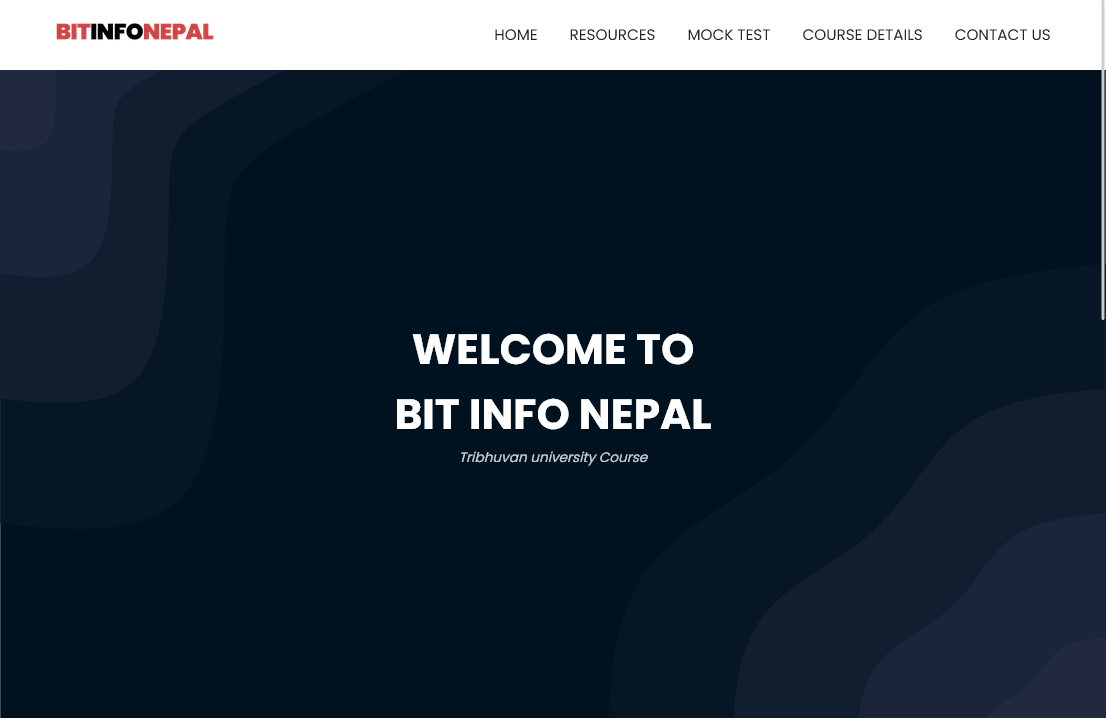 BITINFONEPAL
HOME RESOURCES MOCK TEST COURSE DETAILS CONTACT US
WELCOME TO
BIT INFO NEPAL
Tribhuvan university Course